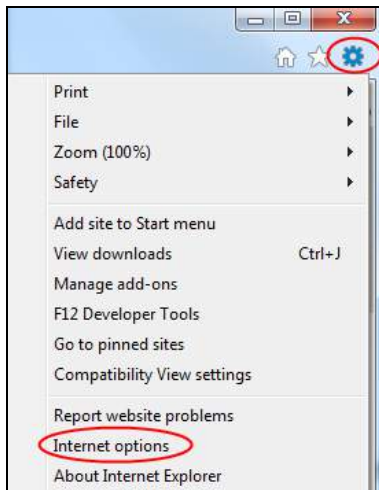 Print
File
Zoom (100%)
Safety
Add site to Start menu
View downloads Ctrl+J
Manage add-ons
F12 Developer Tools
Go to pinned sites
Compatibility View settings
Report website problems
Internet options
About Internet Explorer